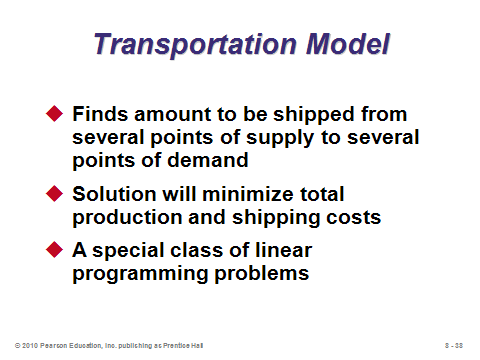 Transportation Model
Finds amount to be shipped from
several points of supply to several
points of demand
Solution will minimize total
production and shipping costs
A special class of linear
programming problems
© 2010 Pearson Education, Inc. publishing as Prentice Hall
8 - 38